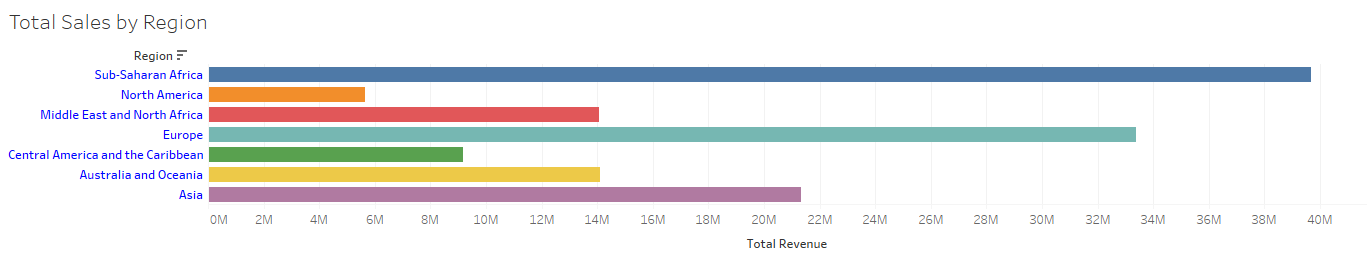 Total Sales by Region
Region
Sub-Saharan Africa
North America
Middle East and North Africa
Europe
Central America and the Caribbean
Australia and Oceania
Asia
0M 2M 4M 6M 8M 10M 12M 14M 16M 18M 20M 22M 24M 26M 28M 30M 32M 34M 36M 38M 40M
Total Revenue